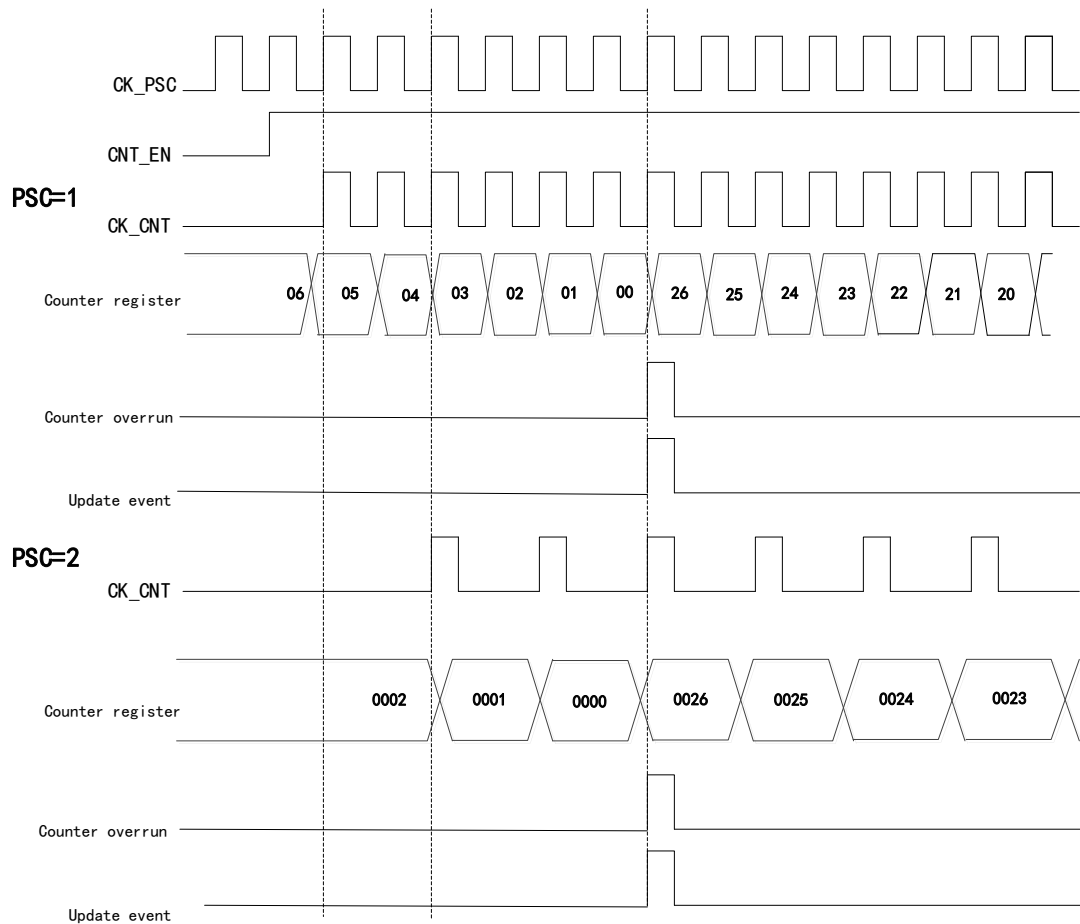 CK_PSC
CNT_EN
PSC=1
CK_CNT
Counter register 06 05 04 03 02 01 00 26 25 24 23 22 21 20
Counter overrun
Update event
PSC=2
CK_CNT
Counter register 0002 0001 0000 0026 0025 0024 0023
Counter overrun
Update event